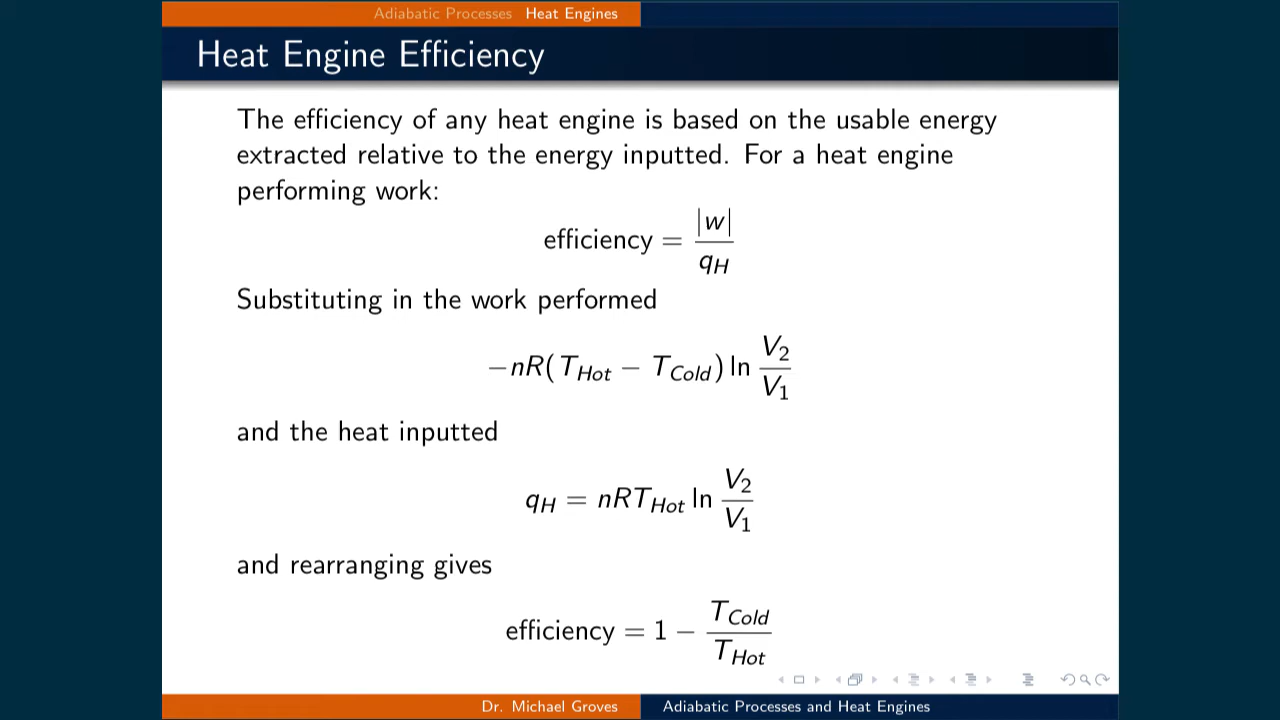 Adiabatic Processes Heat Engines
Heat Engine Efficiency
The efficiency of any heat engine is based on the usable energy
extracted relative to the energy inputted. For a heat engine
performing work:
efficiency = |w| / q_H
Substituting in the work performed
−nR(T_Hot − T_Cold) ln V_2 / V_1
and the heat inputted
q_H = nRT_Hot ln V_2 / V_1
and rearranging gives
efficiency = 1 − T_Cold / T_Hot
Dr. Michael Groves Adiabatic Processes and Heat Engines